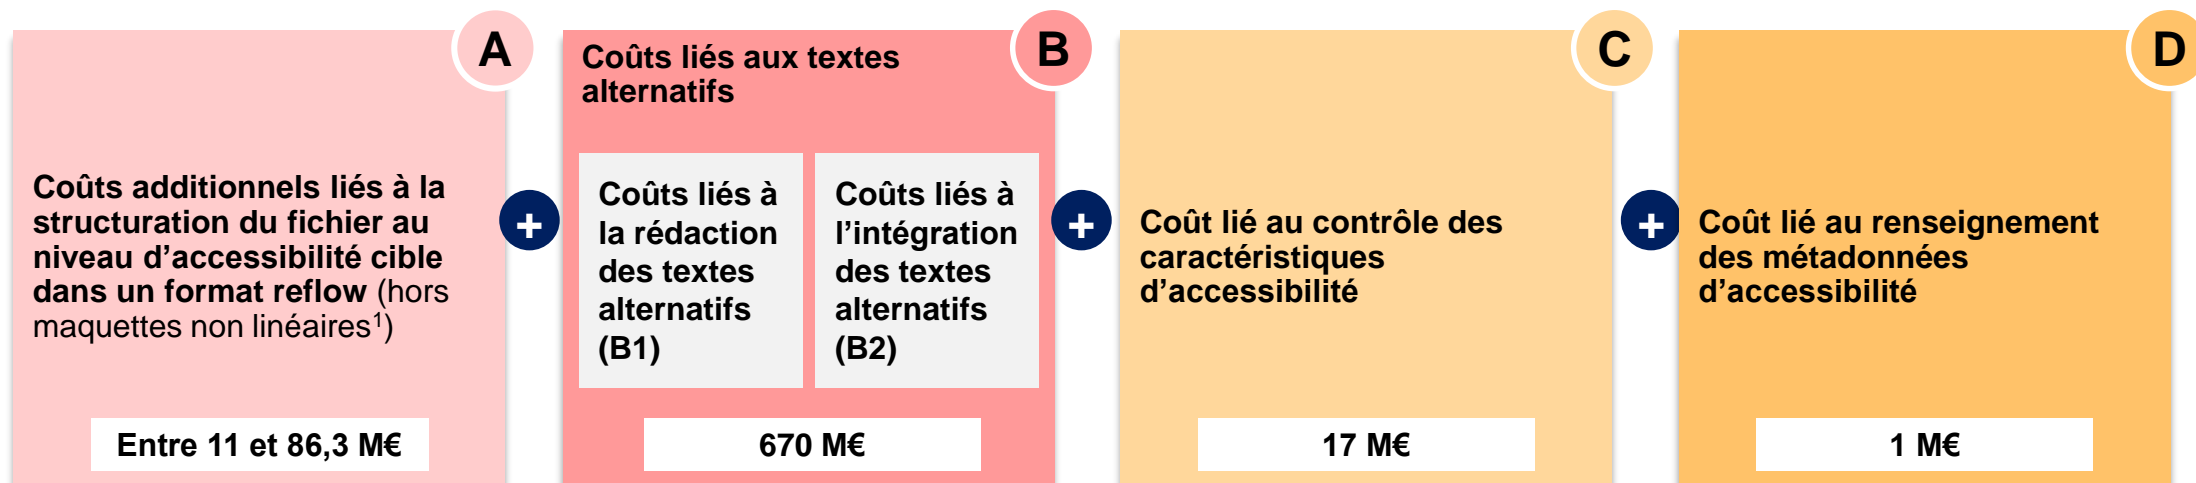 A
Coûts additionnels liés à la
structuration du fichier au
niveau d’accessibilité cible
dans un format reflow (hors
maquettes non linéaires¹)
Entre 11 et 86,3 M€
+
B
Coûts liés aux textes
alternatifs
Coûts liés à
la rédaction
des textes
alternatifs
(B1)
Coûts liés à
l’intégration
des textes
alternatifs
(B2)
670 M€
+
C
Coût lié au contrôle des
caractéristiques
d’accessibilité
17 M€
+
D
Coût lié au renseignement
des métadonnées
d’accessibilité
1 M€